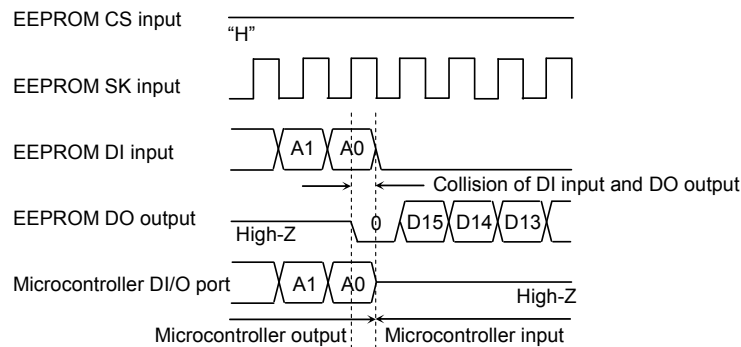 EEPROM CS input
“H”
EEPROM SK input
EEPROM DI input
A1 A0
Collision of DI input and DO output
EEPROM DO output
High-Z
0 D15 D14 D13
Microcontroller DI/O port
A1 A0
High-Z
Microcontroller output Microcontroller input